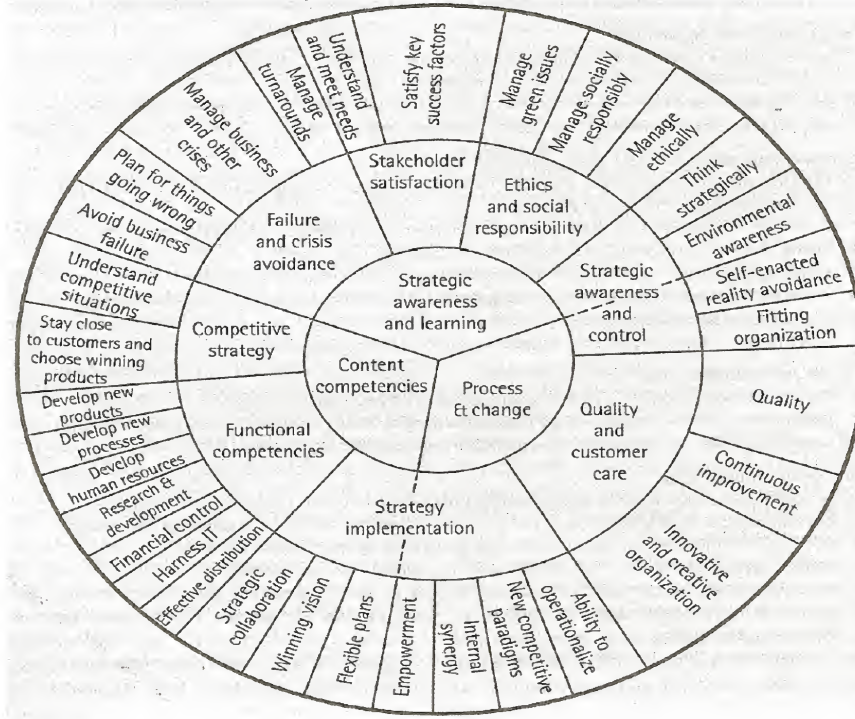 Understand
and meet needs
Satisfy key
success factors
Manage
green issues
Manage socially
responsibly
Manage
ethically
Think
strategically
Environmental
awareness
Self-enacted
reality avoidance
Fitting
organization
Quality
Continuous
improvement
Innovative
and creative
organization
Ability to
operationalize
New competitive
paradigms
Internal
synergy
Empowerment
Flexible plans
Winning vision
Strategic
collaboration
Effective distribution
Harness IT
Financial control
Research &
development
Develop
human resources
Develop new
processes
Develop new
products
Stay close
to customers and
choose winning
products
Understand
competitive
situations
Avoid business
failure
Plan for things
going wrong
Manage business
and other
crises
Manage
turnarounds
Stakeholder
satisfaction
Ethics
and social
responsibility
Strategic
awareness
and
control
Quality
and
customer
care
Strategy
implementation
Functional
competencies
Competitive
strategy
Failure
and crisis
avoidance
Strategic
awareness
and learning
Content
competencies
Process
& change